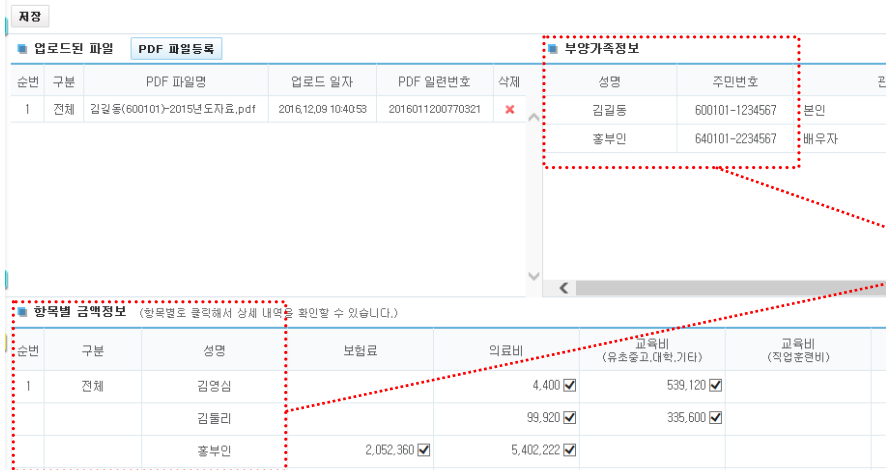 저장
업로드된 파일 PDF 파일등록
순번 구분 PDF 파일명 업로드 일자 PDF 일련번호 삭제
1 전체 김길동(600101)-2015년도자료.pdf 2016.12.09 10:40:53 2016011200770321
부양가족정보
성명 주민번호
김길동 600101-1234567 본인
홍부인 640101-2234567 배우자
항목별 금액정보 (항목별로 클릭해서 상세 내역을 확인할 수 있습니다.)
순번 구분 성명 보험료 의료비 교육비 (유초중고,대학,기타) 교육비 (직업훈련비)
1 전체 김영심 4,400 539,120
김둘리 99,920 335,600
홍부인 2,052,360 5,402,222